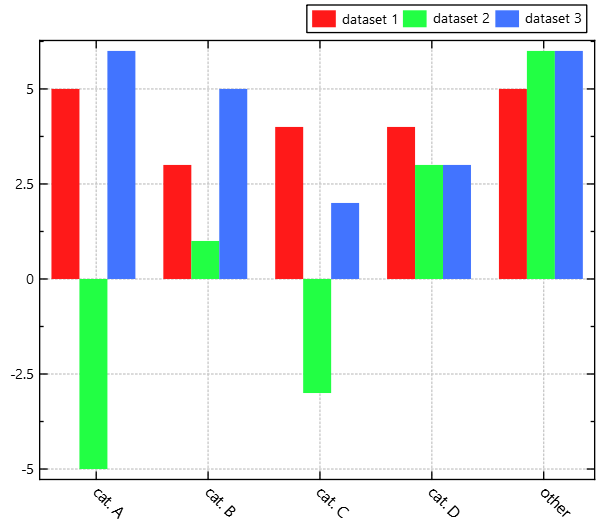 dataset 1 dataset 2 dataset 3
5
2.5
0
-2.5
-5
cat. A cat. B cat. C cat. D other